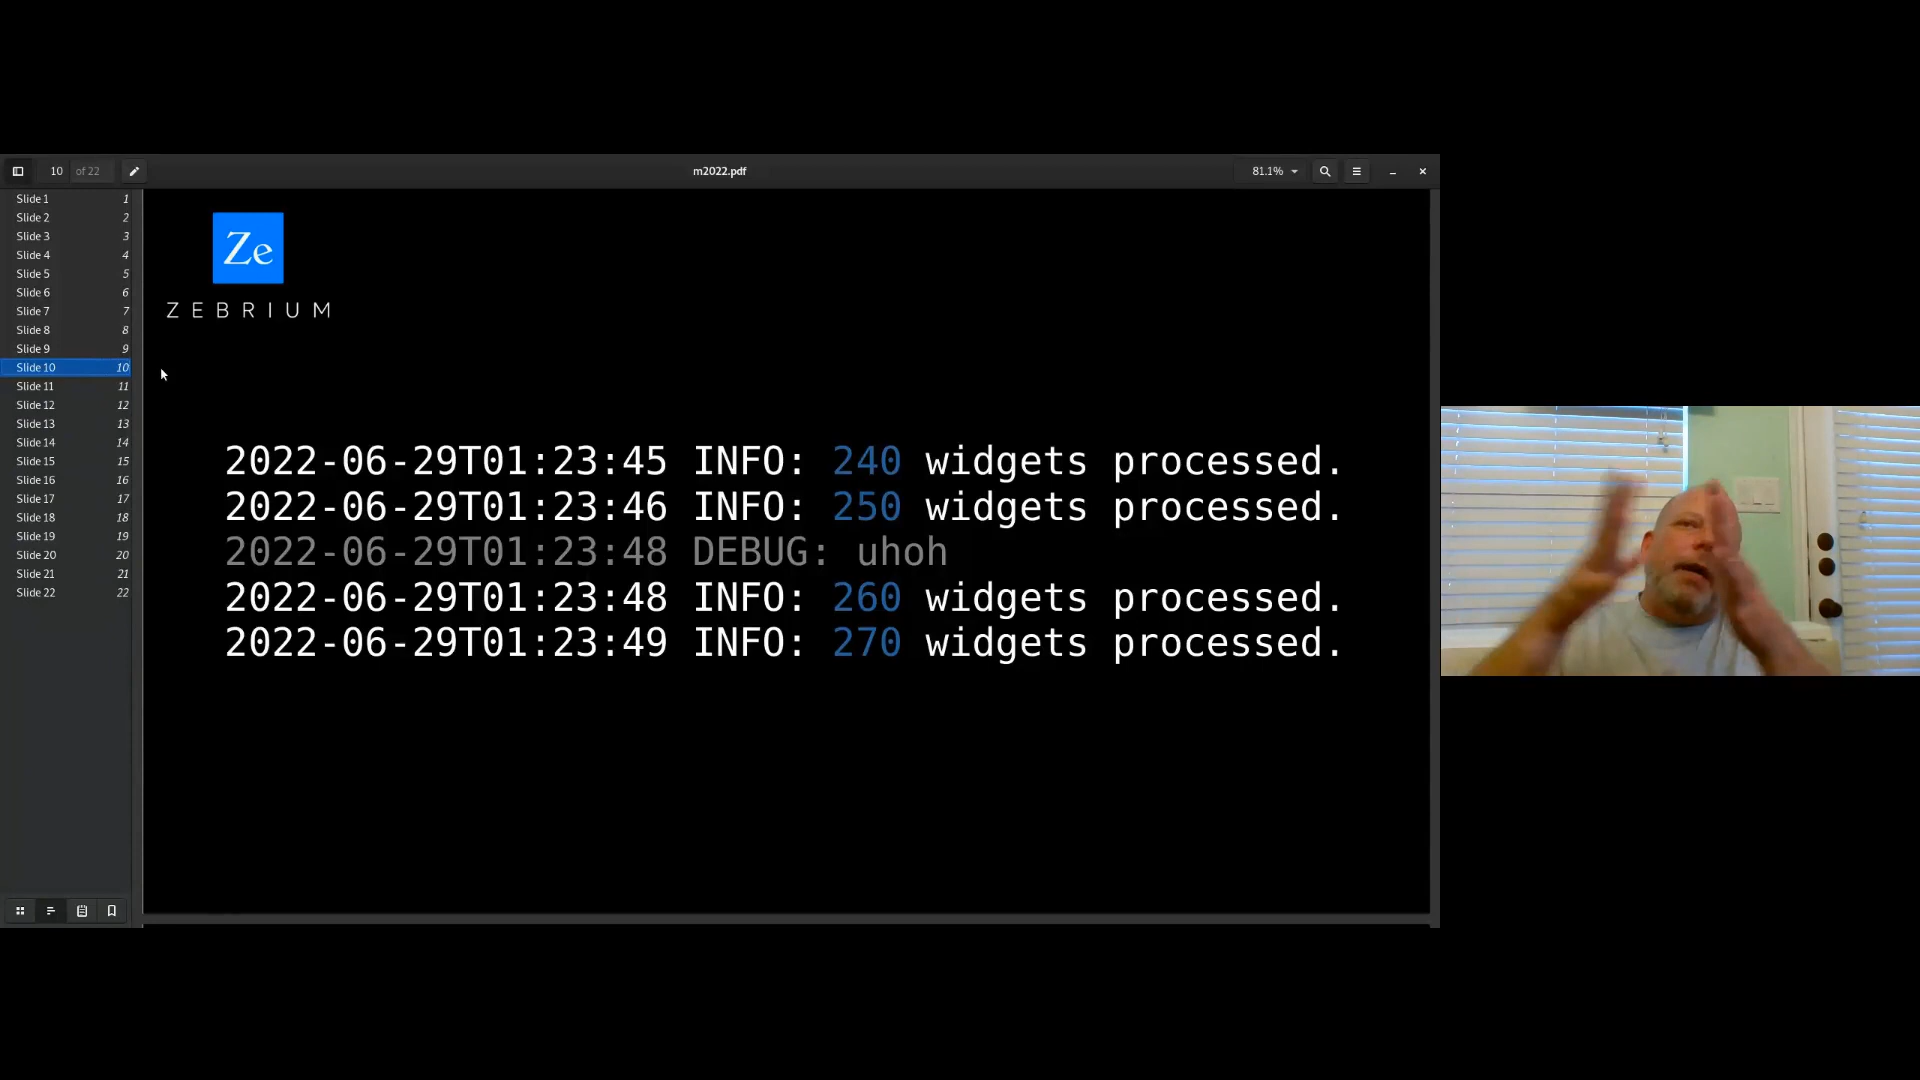 10 of 22
m2022.pdf
81.1%
Slide 1 1
Slide 2 2
Slide 3 3
Slide 4 4
Slide 5 5
Slide 6 6
Slide 7 7
Slide 8 8
Slide 9 9
Slide 10 10
Slide 11 11
Slide 12 12
Slide 13 13
Slide 14 14
Slide 15 15
Slide 16 16
Slide 17 17
Slide 18 18
Slide 19 19
Slide 20 20
Slide 21 21
Slide 22 22
Ze
ZEBRIUM
2022-06-29T01:23:45 INFO: 240 widgets processed.
2022-06-29T01:23:46 INFO: 250 widgets processed.
2022-06-29T01:23:48 DEBUG: uhoh
2022-06-29T01:23:48 INFO: 260 widgets processed.
2022-06-29T01:23:49 INFO: 270 widgets processed.